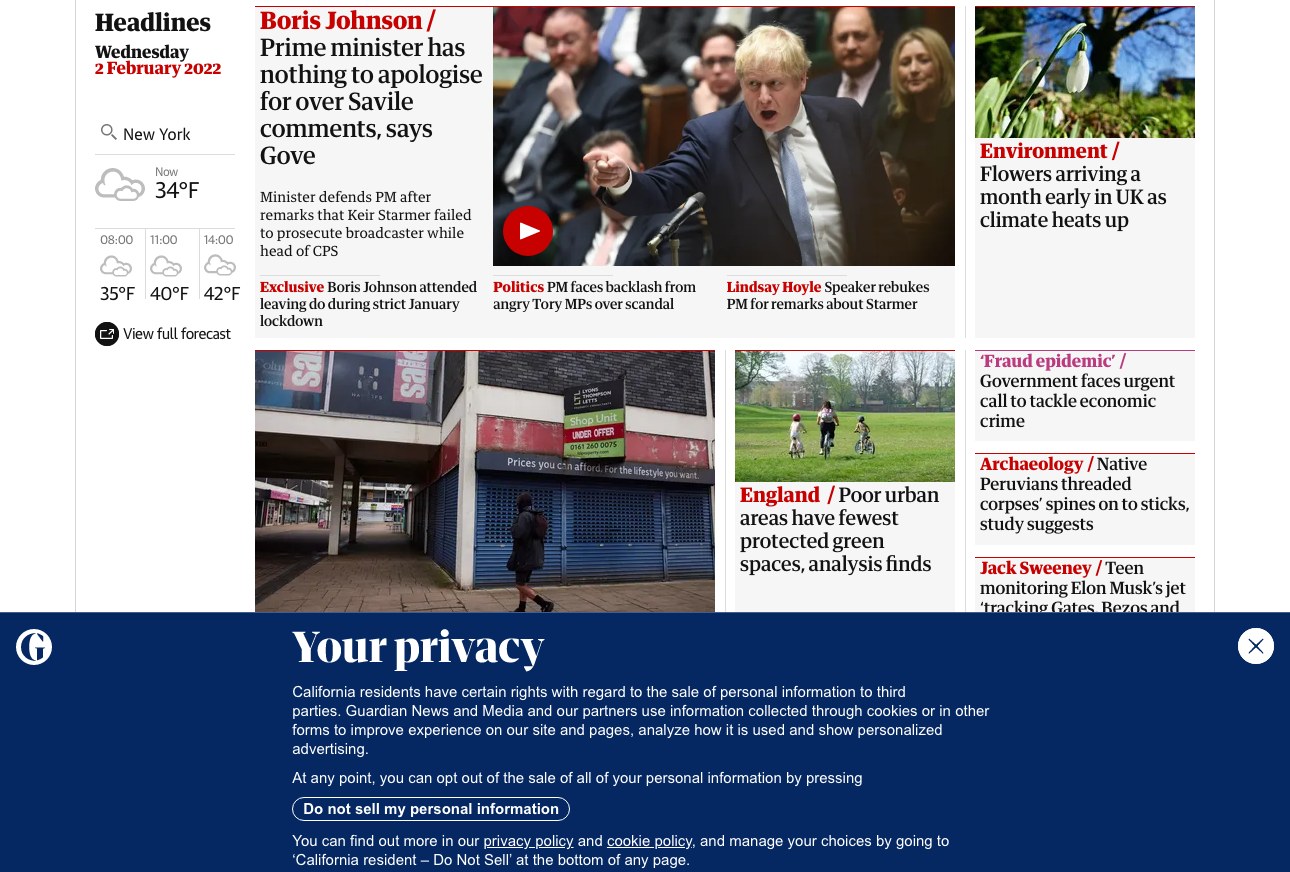 Headlines
Wednesday
2 February 2022
New York
Now
34°F
08:00
35°F
11:00
40°F
14:00
42°F
View full forecast
Boris Johnson /
Prime minister has
nothing to apologise
for over Savile
comments, says
Gove
Minister defends PM after
remarks that Keir Starmer failed
to prosecute broadcaster while
head of CPS
Exclusive Boris Johnson attended
leaving do during strict January
lockdown
Politics PM faces backlash from
angry Tory MPs over scandal
Lindsay Hoyle Speaker rebukes
PM for remarks about Starmer
Environment /
Flowers arriving a
month early in UK as
climate heats up
LYONS
THOMPSON
LETTS
Shop Unit
UNDER OFFER
0161 260 0075
Prices you can afford. For the lifestyle you want.
England / Poor urban
areas have fewest
protected green
spaces, analysis finds
‘Fraud epidemic’ /
Government faces urgent
call to tackle economic
crime
Archaeology / Native
Peruvians threaded
corpses’ spines on to sticks,
study suggests
Jack Sweeney / Teen
monitoring Elon Musk’s jet
‘tracking Gates, Bezos and
Your privacy
California residents have certain rights with regard to the sale of personal information to third
parties. Guardian News and Media and our partners use information collected through cookies or in other
forms to improve experience on our site and pages, analyze how it is used and show personalized
advertising.
At any point, you can opt out of the sale of all of your personal information by pressing
Do not sell my personal information
You can find out more in our privacy policy and cookie policy, and manage your choices by going to
‘California resident – Do Not Sell’ at the bottom of any page.